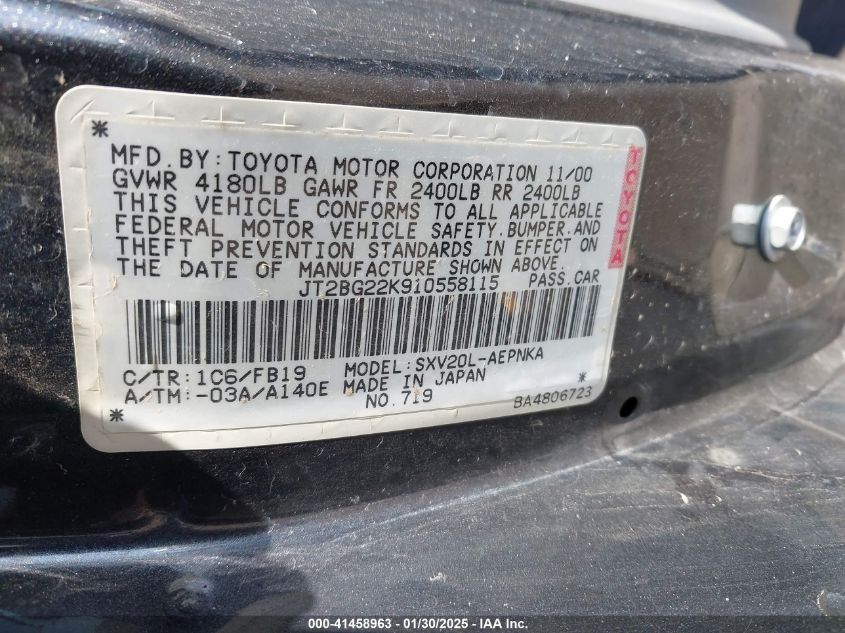 MFD.BY:TOYOTA MOTOR CORPORATION 11/00
GVWR 4180LB GAWR FR 2400LB RR 2400LB
THIS VEHICLE CONFORMS TO ALL APPLICABLE
FEDERAL MOTOR VEHICLE SAFETY,BUMPER,AND
THEFT PREVENTION STANDARDS IN EFFECT ON
THE DATE OF MANUFACTURE SHOWN ABOVE.
JT2BG22K910558115 PASS.CAR
TOYOTA
C/TR:1C6/FB19 MODEL:SXV20L-AEPNKA
A/TM:-03A/A140E MADE IN JAPAN
NO.719 BA4806723
000-41458963 - 01/30/2025 - IAA Inc.